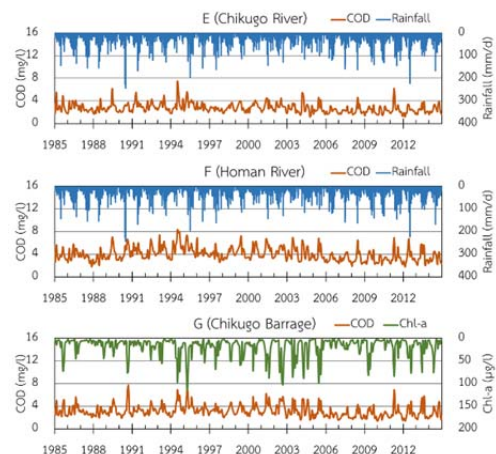 E (Chikugo River) COD Rainfall
16 0
12 100
8 200
4 300
0 400
COD (mg/l)
Rainfall (mm/d)
1985 1988 1991 1994 1997 2000 2003 2006 2009 2012
F (Homan River) COD Rainfall
16 0
12 100
8 200
4 300
0 400
COD (mg/l)
Rainfall (mm/d)
1985 1988 1991 1994 1997 2000 2003 2006 2009 2012
G (Chikugo Barrage) COD Chl-a
16 0
12 50
8 100
4 150
0 200
COD (mg/l)
Chl-a (μg/l)
1985 1988 1991 1994 1997 2000 2003 2006 2009 2012